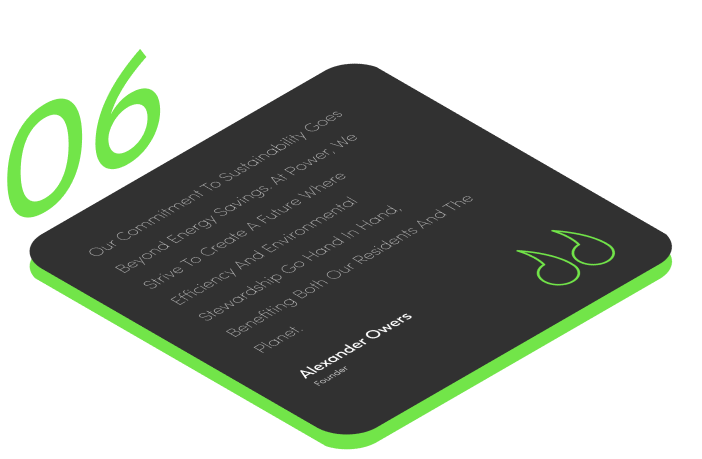 06
Our Commitment To Sustainability Goes
Beyond Energy Savings. At Power, We
Strive To Create A Future Where
Efficiency And Environmental
Stewardship Go Hand In Hand,
Benefiting Both Our Residents And The
Planet.
Alexander Owers
Founder